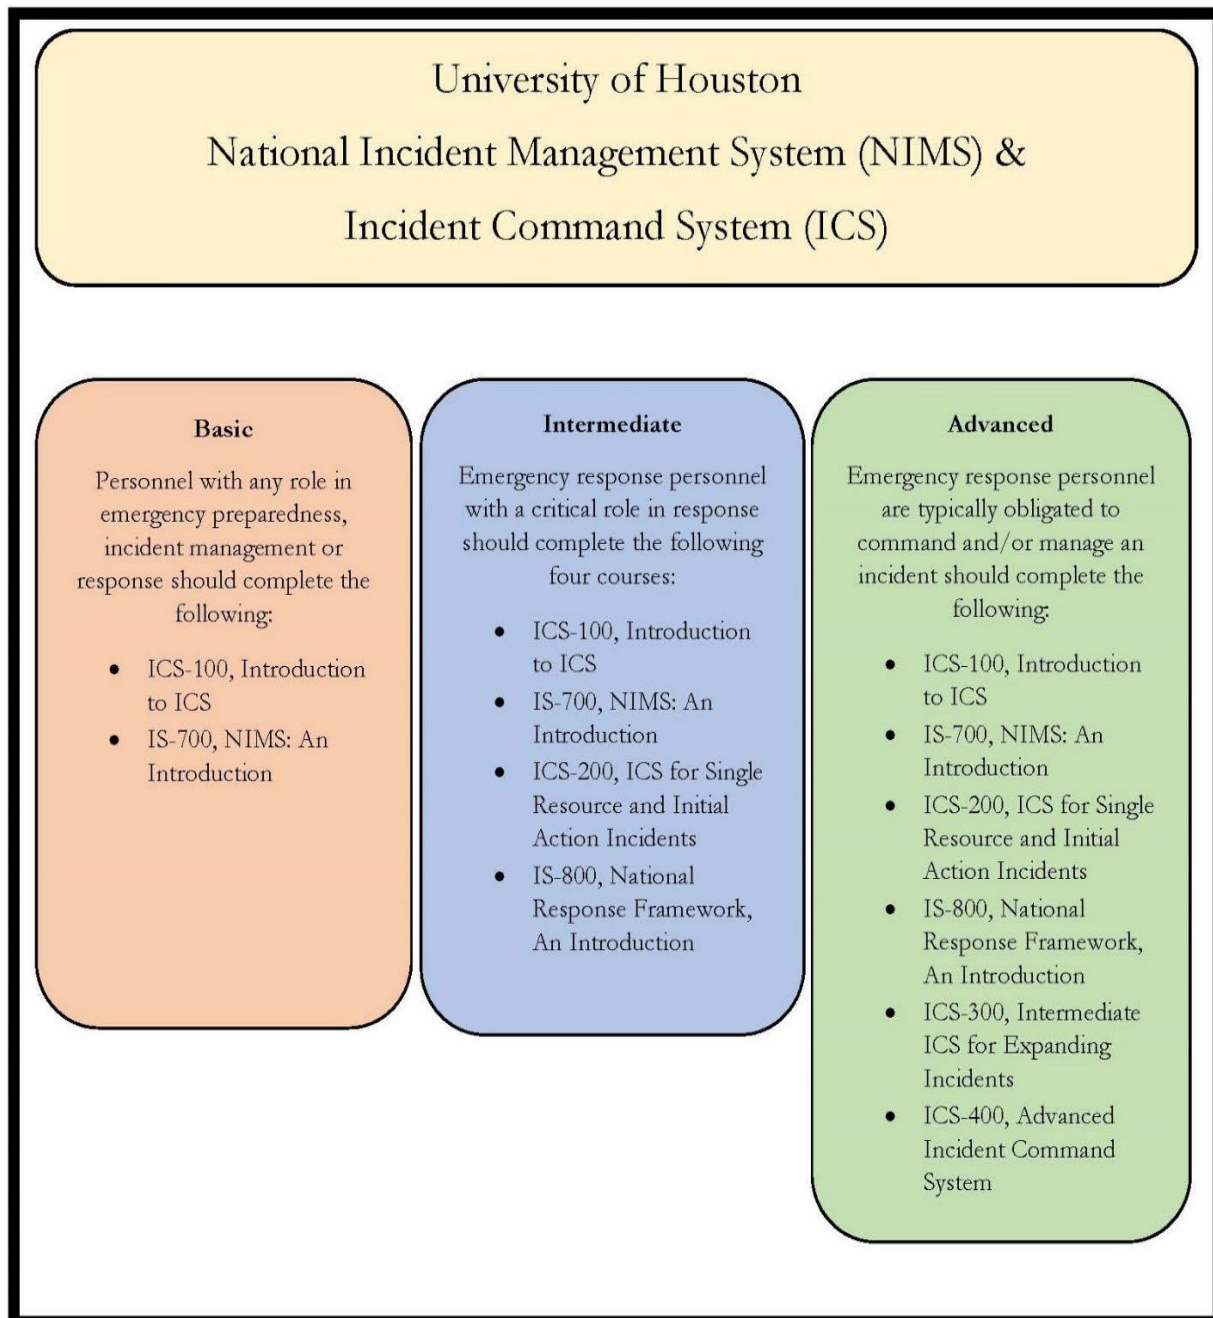 University of Houston
National Incident Management System (NIMS) &
Incident Command System (ICS)
Basic
Personnel with any role in
emergency preparedness,
incident management or
response should complete the
following:
• ICS-100, Introduction
to ICS
• IS-700, NIMS: An
Introduction
Intermediate
Emergency response personnel
with a critical role in response
should complete the following
four courses:
• ICS-100, Introduction
to ICS
• IS-700, NIMS: An
Introduction
• ICS-200, ICS for Single
Resource and Initial
Action Incidents
• IS-800, National
Response Framework,
An Introduction
Advanced
Emergency response personnel
are typically obligated to
command and/or manage an
incident should complete the
following:
• ICS-100, Introduction
to ICS
• IS-700, NIMS: An
Introduction
• ICS-200, ICS for Single
Resource and Initial
Action Incidents
• IS-800, National
Response Framework,
An Introduction
• ICS-300, Intermediate
ICS for Expanding
Incidents
• ICS-400, Advanced
Incident Command
System